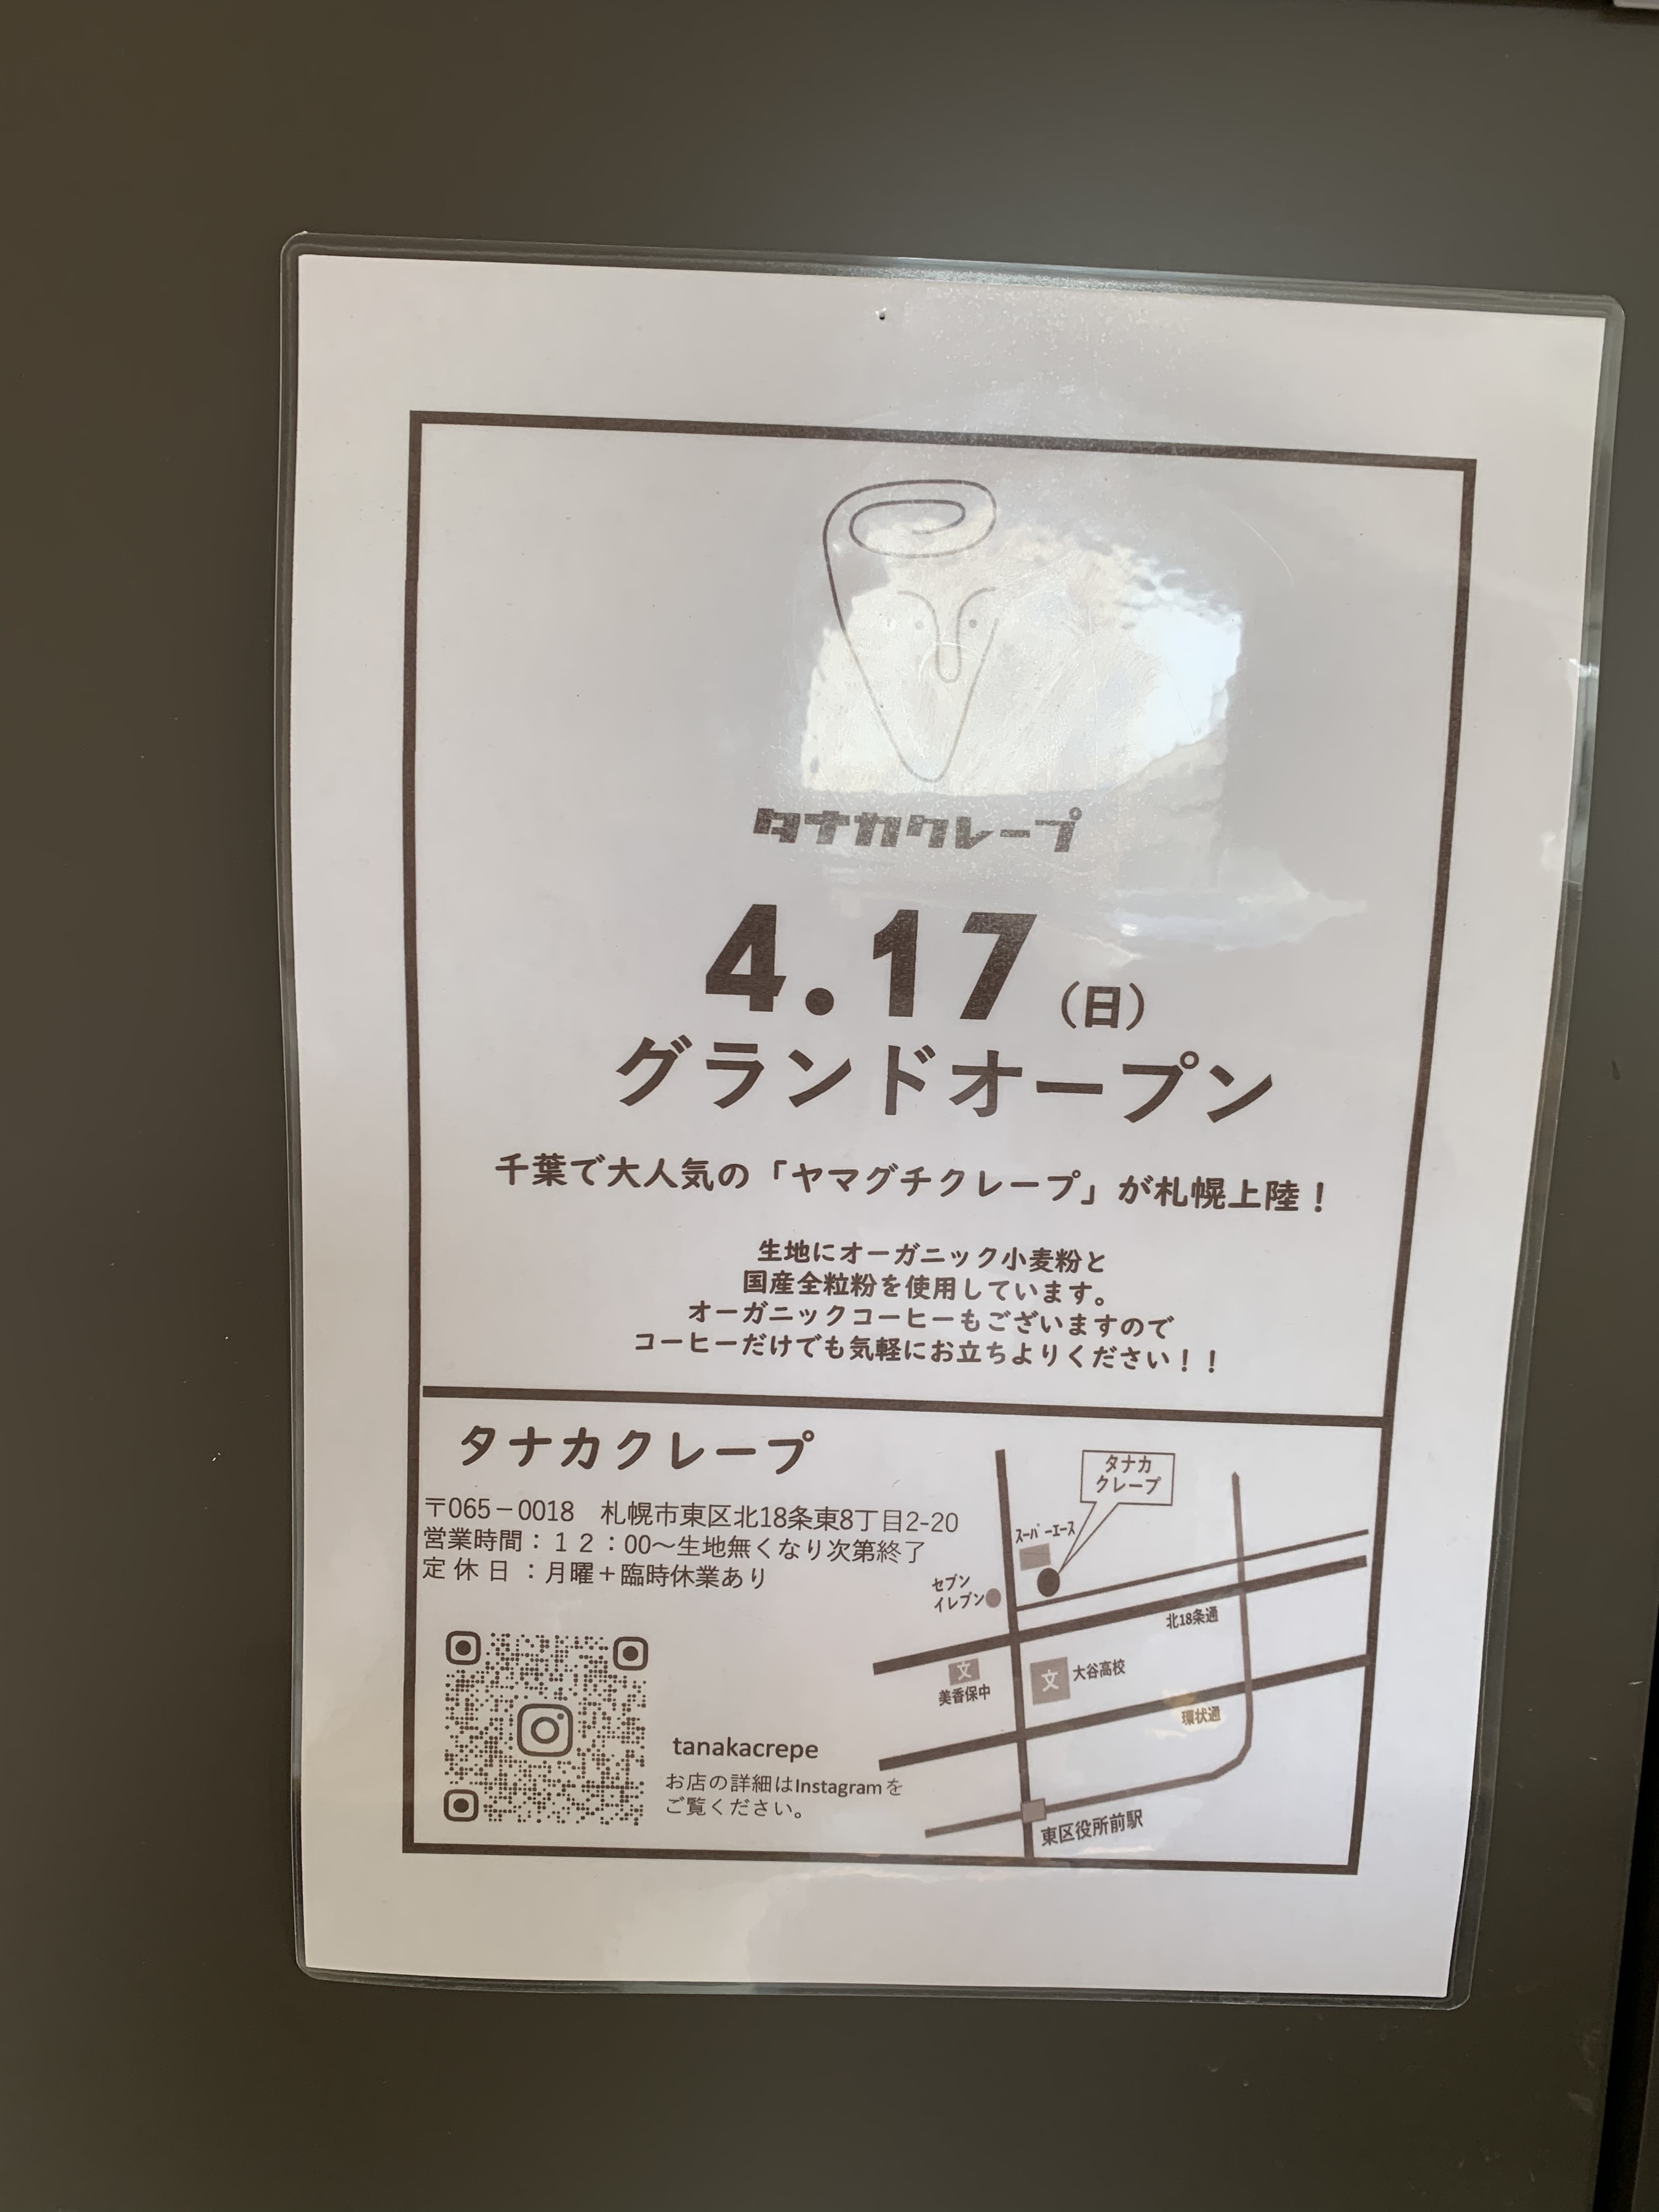 タナカクレープ
4.17(日)
グランドオープン
千葉で大人気の「ヤマグチクレープ」が札幌上陸！
生地にオーガニック小麦粉と
国産全粒粉を使用しています。
オーガニックコーヒーもございますので
コーヒーだけでも気軽にお立ちよりください！！
タナカクレープ
〒065－0018　札幌市東区北18条東8丁目2-20
営業時間：１２：00～生地無くなり次第終了
定 休 日 ：月曜＋臨時休業あり
tanakacrepe
お店の詳細はInstagramを
ご覧ください。
タナカ
クレープ
スーパーエース
セブン
イレブン
北18条通
文
美香保中
文
大谷高校
環状通
東区役所前駅